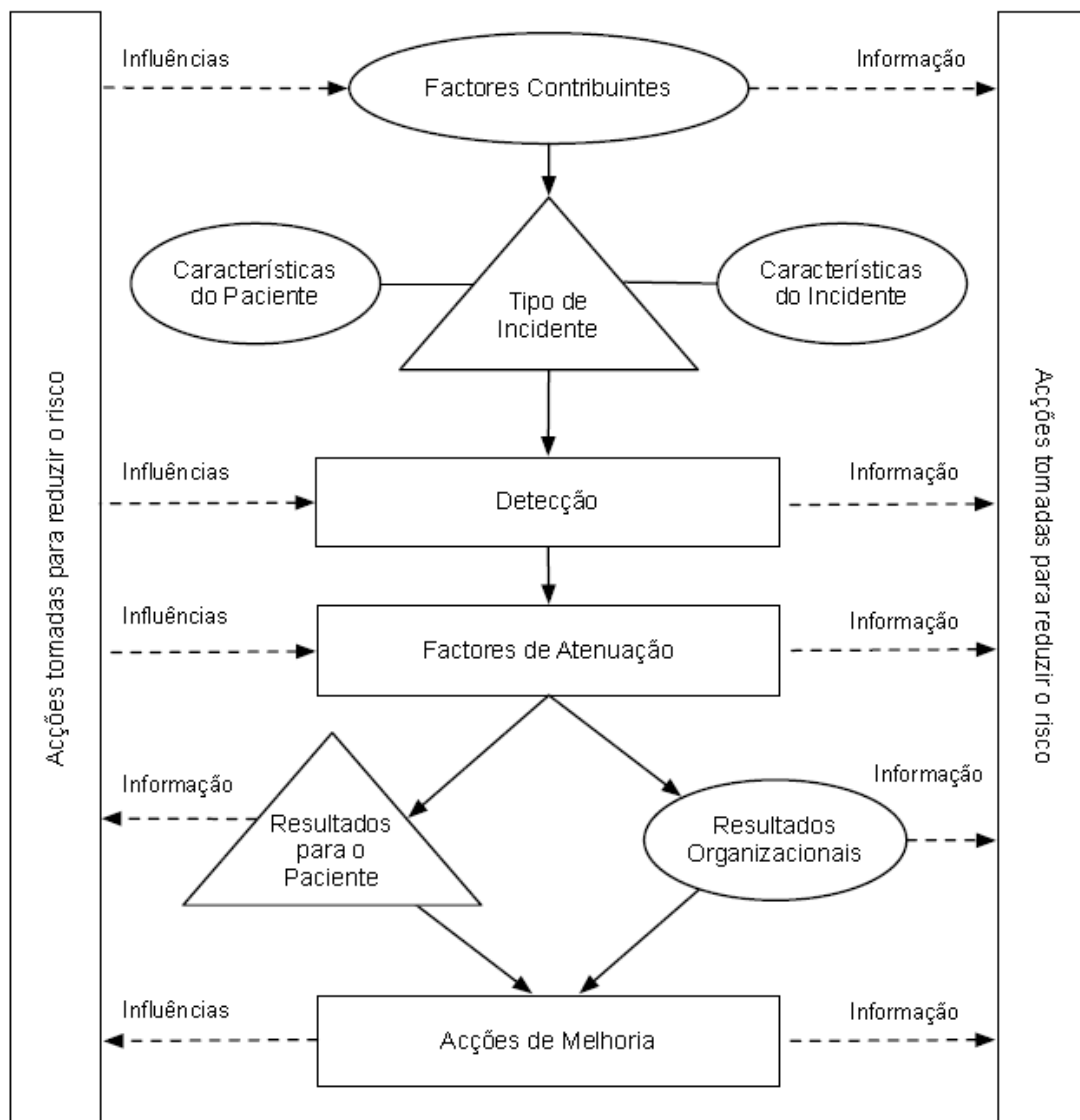 Influências
Informação
Factores Contribuintes
Características
do Paciente
Tipo de
Incidente
Características
do Incidente
Acções tomadas para reduzir o risco
Acções tomadas para reduzir o risco
Influências
Informação
Detecção
Influências
Informação
Factores de Atenuação
Informação
Informação
Resultados
para o
Paciente
Resultados
Organizacionais
Influências
Informação
Acções de Melhoria